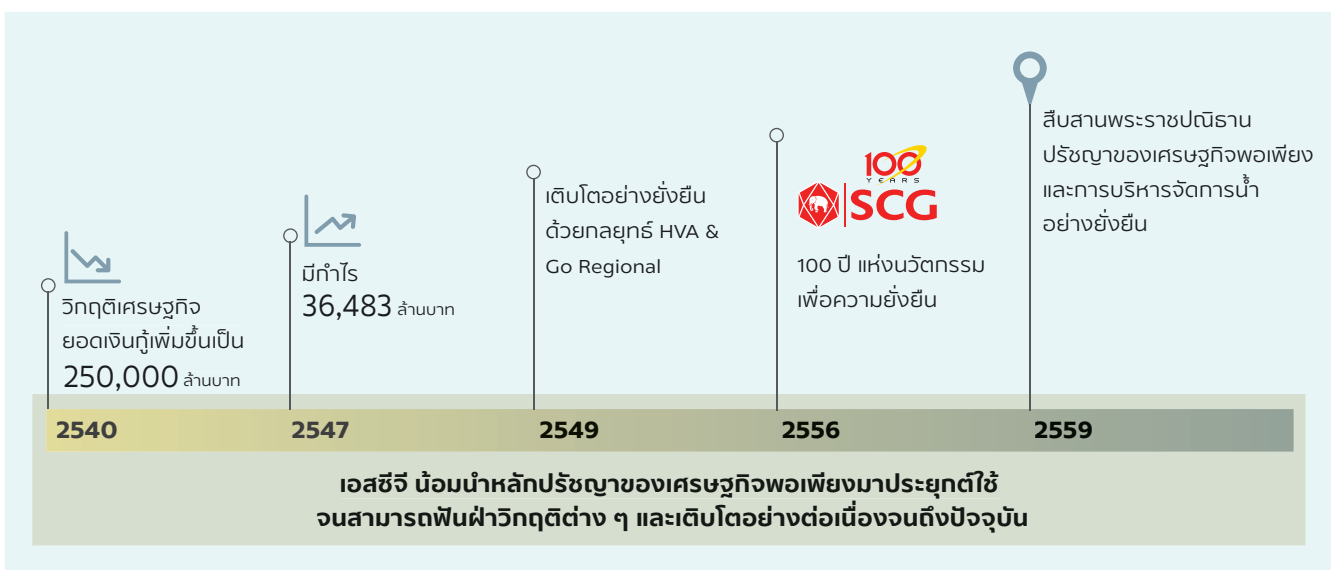 วิกฤติเศรษฐกิจ
ยอดเงินกู้เพิ่มขึ้นเป็น
250,000 ล้านบาท
มีกำไร
36,483 ล้านบาท
เติบโตอย่างยั่งยืน
ด้วยกลยุทธ์ HVA &
Go Regional
100
YEARS
SCG
100 ปี แห่งนวัตกรรม
เพื่อความยั่งยืน
สืบสานพระราชปณิธาน
ปรัชญาของเศรษฐกิจพอเพียง
และการบริหารจัดการน้ำ
อย่างยั่งยืน
2540
2547
2549
2556
2559
เอสซีจี น้อมนำหลักปรัชญาของเศรษฐกิจพอเพียงมาประยุกต์ใช้
จนสามารถฟันฝ่าวิกฤติต่าง ๆ และเติบโตอย่างต่อเนื่องจนถึงปัจจุบัน